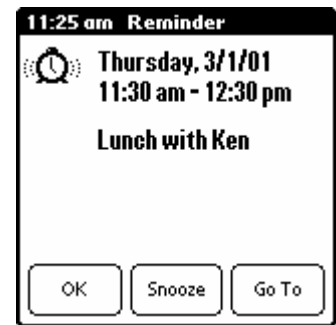 11:25 am Reminder
Thursday, 3/1/01
11:30 am - 12:30 pm
Lunch with Ken
OK Snooze Go To